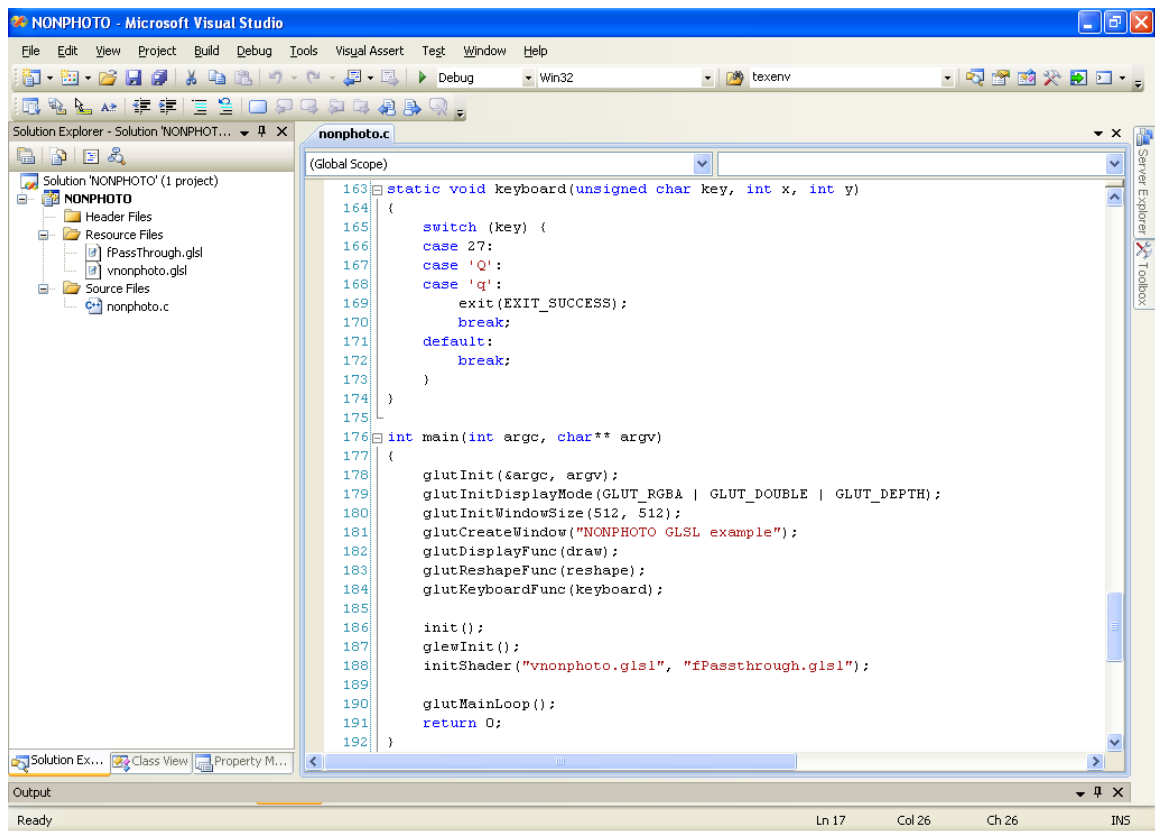 NONPHOTO - Microsoft Visual Studio
File Edit View Project Build Debug Tools Visual Assert Test Window Help
Debug Win32 texenv
Solution Explorer - Solution 'NONPHOT...
Solution 'NONPHOTO' (1 project)
NONPHOTO
Header Files
Resource Files
fPassThrough.glsl
vnonphoto.glsl
Source Files
nonphoto.c
Solution Ex... Class View Property M...
nonphoto.c
(Global Scope)
163 static void keyboard(unsigned char key, int x, int y)
164 {
165     switch (key) {
166     case 27:
167     case 'Q':
168     case 'q':
169         exit(EXIT_SUCCESS);
170         break;
171     default:
172         break;
173     }
174 }
175
176 int main(int argc, char** argv)
177 {
178     glutInit(&argc, argv);
179     glutInitDisplayMode(GLUT_RGBA | GLUT_DOUBLE | GLUT_DEPTH);
180     glutInitWindowSize(512, 512);
181     glutCreateWindow("NONPHOTO GLSL example");
182     glutDisplayFunc(draw);
183     glutReshapeFunc(reshape);
184     glutKeyboardFunc(keyboard);
185
186     init();
187     glewInit();
188     initShader("vnonphoto.glsl", "fPassthrough.glsl");
189
190     glutMainLoop();
191     return 0;
192 }
Server Explorer
Toolbox
Output
Ready Ln 17 Col 26 Ch 26 INS